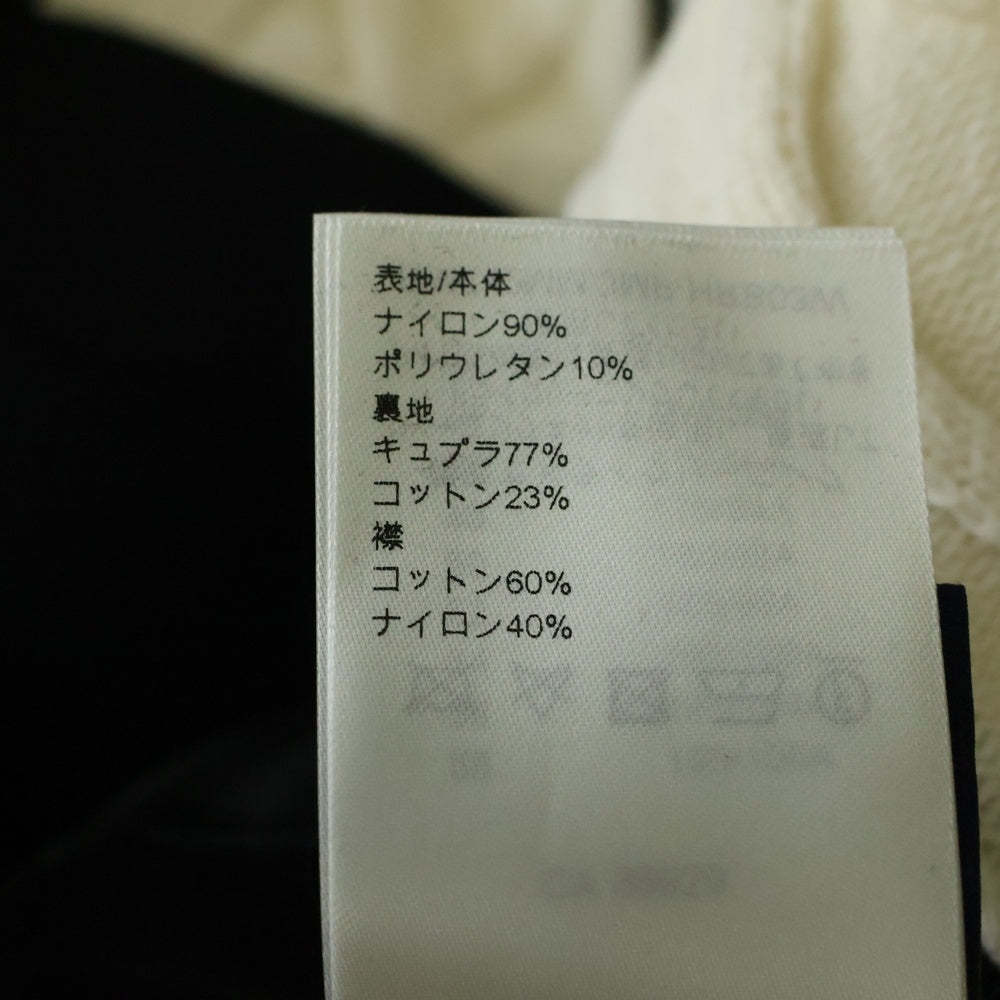 表地/本体
ナイロン90%
ポリウレタン10%
裏地
キュプラ77%
コットン23%
襟
コットン60%
ナイロン40%